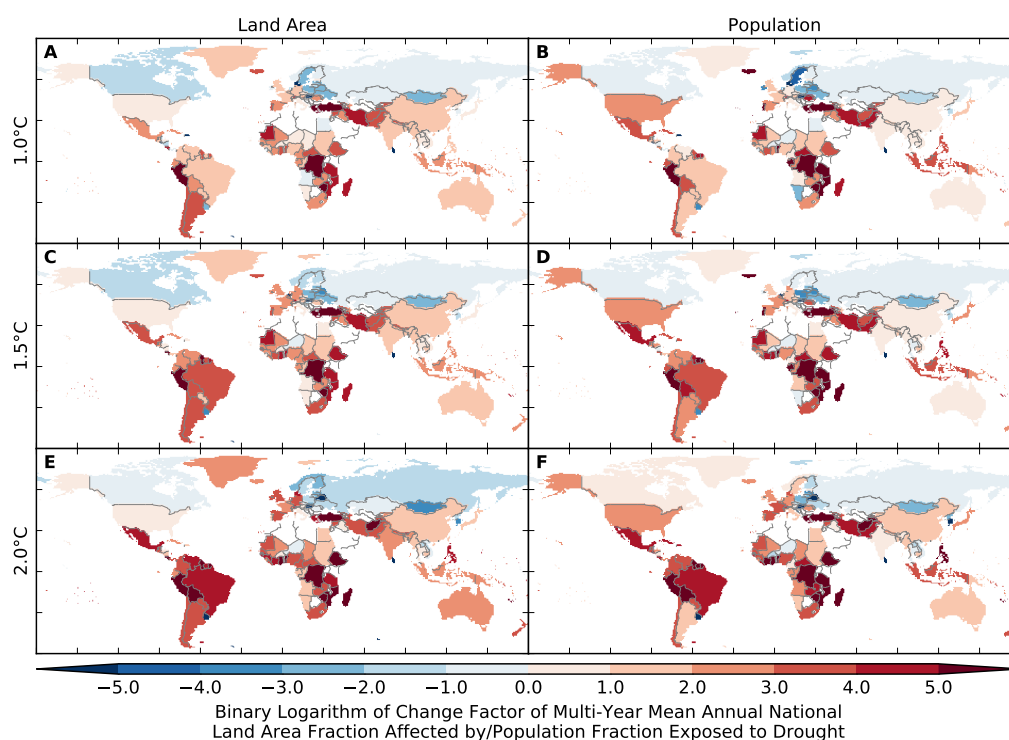 Land Area
Population
A
B
1.0°C
C
D
1.5°C
E
F
2.0°C
−5.0 −4.0 −3.0 −2.0 −1.0 0.0 1.0 2.0 3.0 4.0 5.0
Binary Logarithm of Change Factor of Multi-Year Mean Annual National
Land Area Fraction Affected by/Population Fraction Exposed to Drought